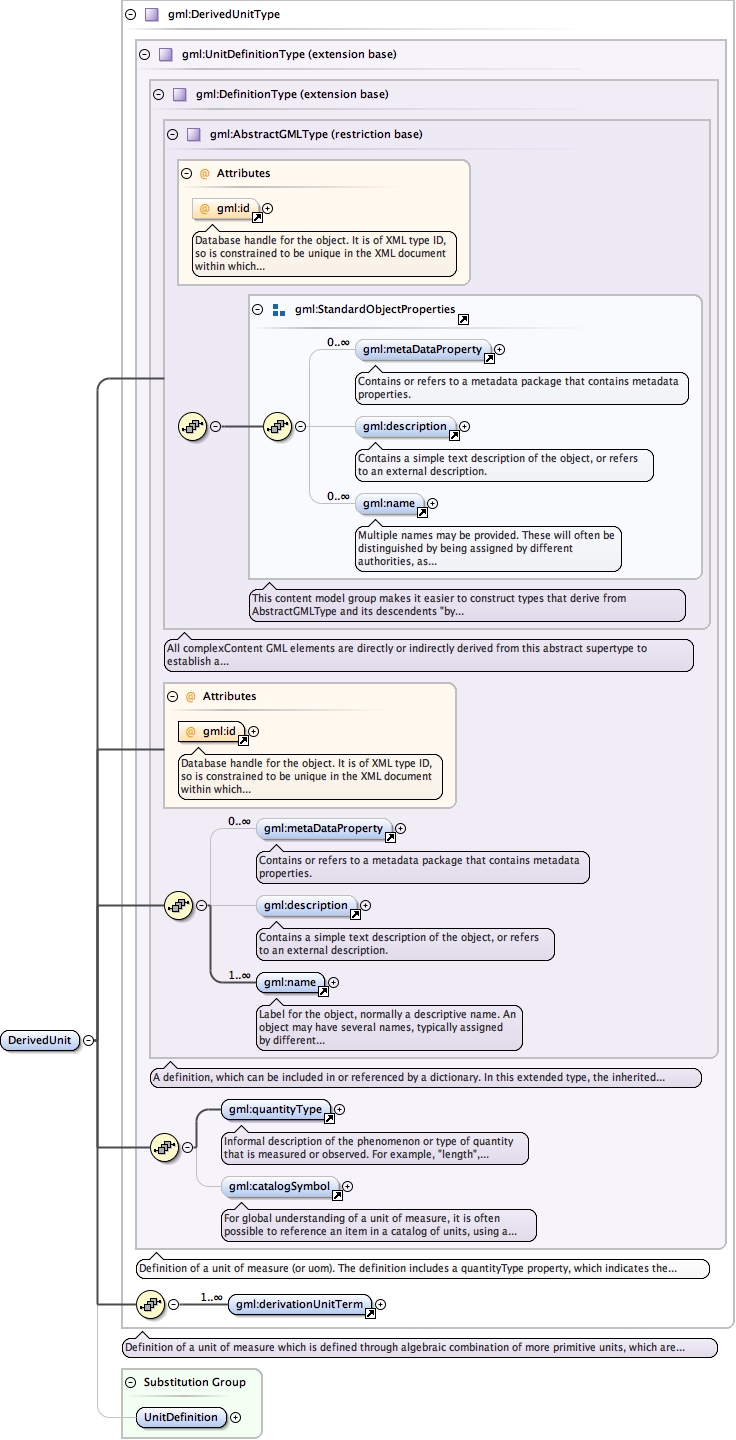 gml:DerivedUnitType
gml:UnitDefinitionType (extension base)
gml:DefinitionType (extension base)
gml:AbstractGMLType (restriction base)
@ Attributes
@ gml:id
Database handle for the object. It is of XML type ID,
so is constrained to be unique in the XML document
within which...
gml:StandardObjectProperties
0..∞
gml:metaDataProperty
Contains or refers to a metadata package that contains metadata
properties.
gml:description
Contains a simple text description of the object, or refers
to an external description.
0..∞
gml:name
Multiple names may be provided. These will often be
distinguished by being assigned by different
authorities, as...
This content model group makes it easier to construct types that derive from
AbstractGMLType and its descendents "by...
All complexContent GML elements are directly or indirectly derived from this abstract supertype to
establish a...
@ Attributes
@ gml:id
Database handle for the object. It is of XML type ID,
so is constrained to be unique in the XML document
within which...
0..∞
gml:metaDataProperty
Contains or refers to a metadata package that contains metadata
properties.
gml:description
Contains a simple text description of the object, or refers
to an external description.
1..∞
gml:name
Label for the object, normally a descriptive name. An
object may have several names, typically assigned
by different...
DerivedUnit
A definition, which can be included in or referenced by a dictionary. In this extended type, the inherited...
gml:quantityType
Informal description of the phenomenon or type of quantity
that is measured or observed. For example, "length",...
gml:catalogSymbol
For global understanding of a unit of measure, it is often
possible to reference an item in a catalog of units, using a...
Definition of a unit of measure (or uom). The definition includes a quantityType property, which indicates the...
1..∞
gml:derivationUnitTerm
Definition of a unit of measure which is defined through algebraic combination of more primitive units, which are...
Substitution Group
UnitDefinition